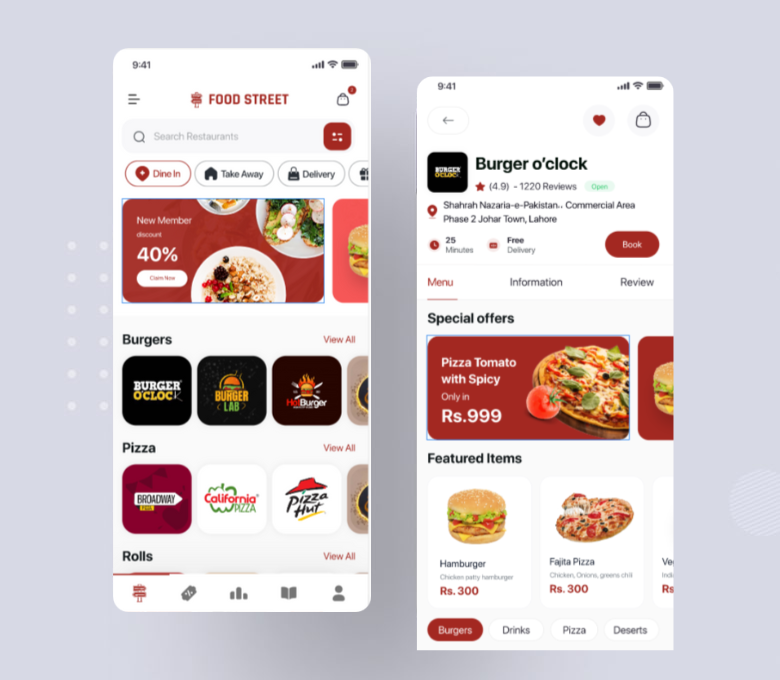 9:41
FOOD STREET
2
Search Restaurants
Dine In
Take Away
Delivery
New Member
discount
40%
Claim Now
Burgers
View All
BURGER
O'CLOCK
BURGER
LAB
HotBurger
Pizza
View All
BROADWAY
PIZZA
California
PIZZA
Pizza
Hut
Rolls
View All
9:41
BURGER
O'CLOCK
Burger o'clock
(4.9) - 1220 Reviews
Open
Shahrah Nazaria-e-Pakistan.. Commercial Area
Phase 2 Johar Town, Lahore
25
Minutes
Free
Delivery
Book
Menu
Information
Review
Special offers
Pizza Tomato
with Spicy
Only in
Rs.999
Featured Items
Hamburger
Chicken patty hamburger
Rs. 300
Fajita Pizza
Chicken, Onions, greens chili
Rs. 300
Ve
Indi
Rs
Burgers
Drinks
Pizza
Deserts